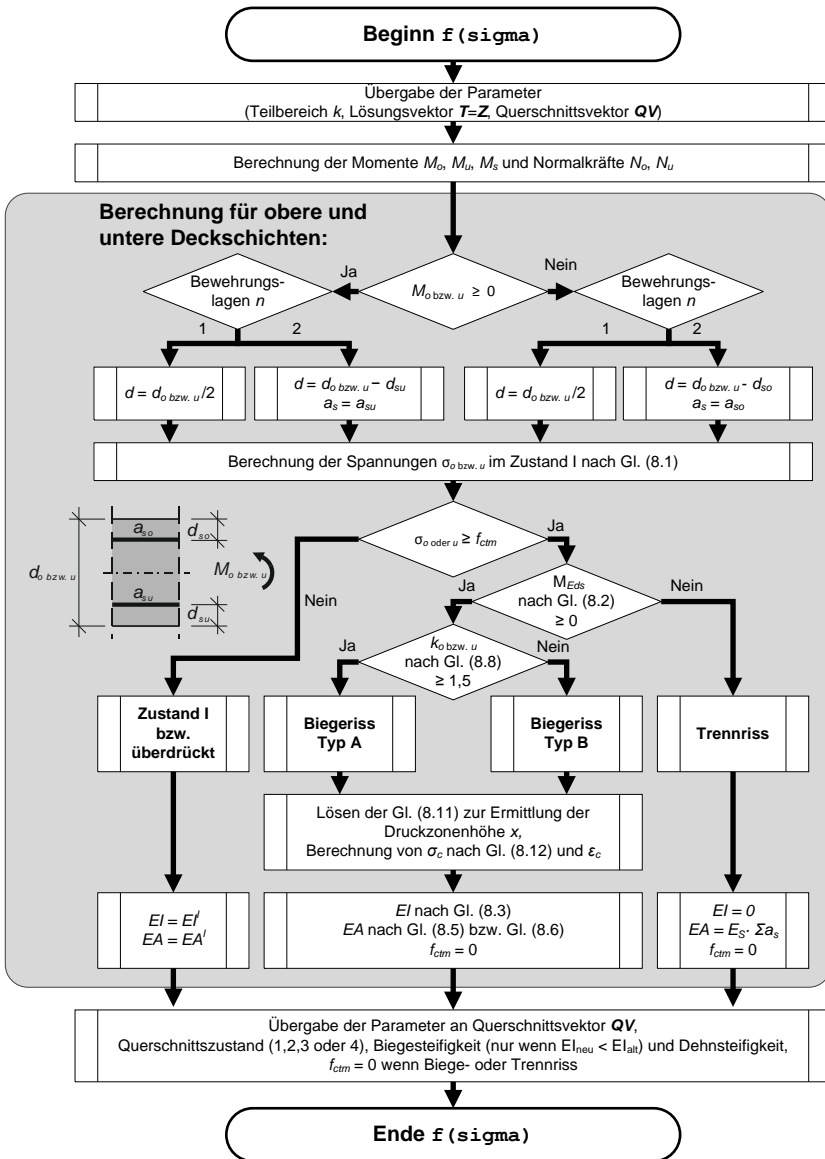 Beginn f(sigma)
Übergabe der Parameter
(Teilbereich k, Lösungsvektor T=Z, Querschnittsvektor QV)
Berechnung der Momente Mo, Mu, Ms und Normalkräfte No, Nu
Berechnung für obere und
untere Deckschichten:
Bewehrungs-
lagen n
Ja
Mo bzw. u ≥ 0
Nein
Bewehrungs-
lagen n
1
2
1
2
d = do bzw. u/2
d = do bzw. u − dsu
as = asu
d = do bzw. u/2
d = do bzw. u - dso
as = aso
Berechnung der Spannungen σo bzw. u im Zustand I nach Gl. (8.1)
aso
dso
do bzw. u
Mo bzw. u
asu
dsu
σo oder u ≥ fctm
Ja
Nein
MEds
nach Gl. (8.2)
≥ 0
Ja
Nein
ko bzw. u
nach Gl. (8.8)
≥ 1,5
Ja
Nein
Zustand I
bzw.
überdrückt
Biegeriss
Typ A
Biegeriss
Typ B
Trennriss
Lösen der Gl. (8.11) zur Ermittlung der
Druckzonenhöhe x,
Berechnung von σc nach Gl. (8.12) und εc
EI = EI^I
EA = EA^I
EI nach Gl. (8.3)
EA nach Gl. (8.5) bzw. Gl. (8.6)
fctm = 0
EI = 0
EA = ES· Σas
fctm = 0
Übergabe der Parameter an Querschnittsvektor QV,
Querschnittszustand (1,2,3 oder 4), Biegesteifigkeit (nur wenn EIneu < EIalt) und Dehnsteifigkeit,
fctm = 0 wenn Biege- oder Trennriss
Ende f(sigma)